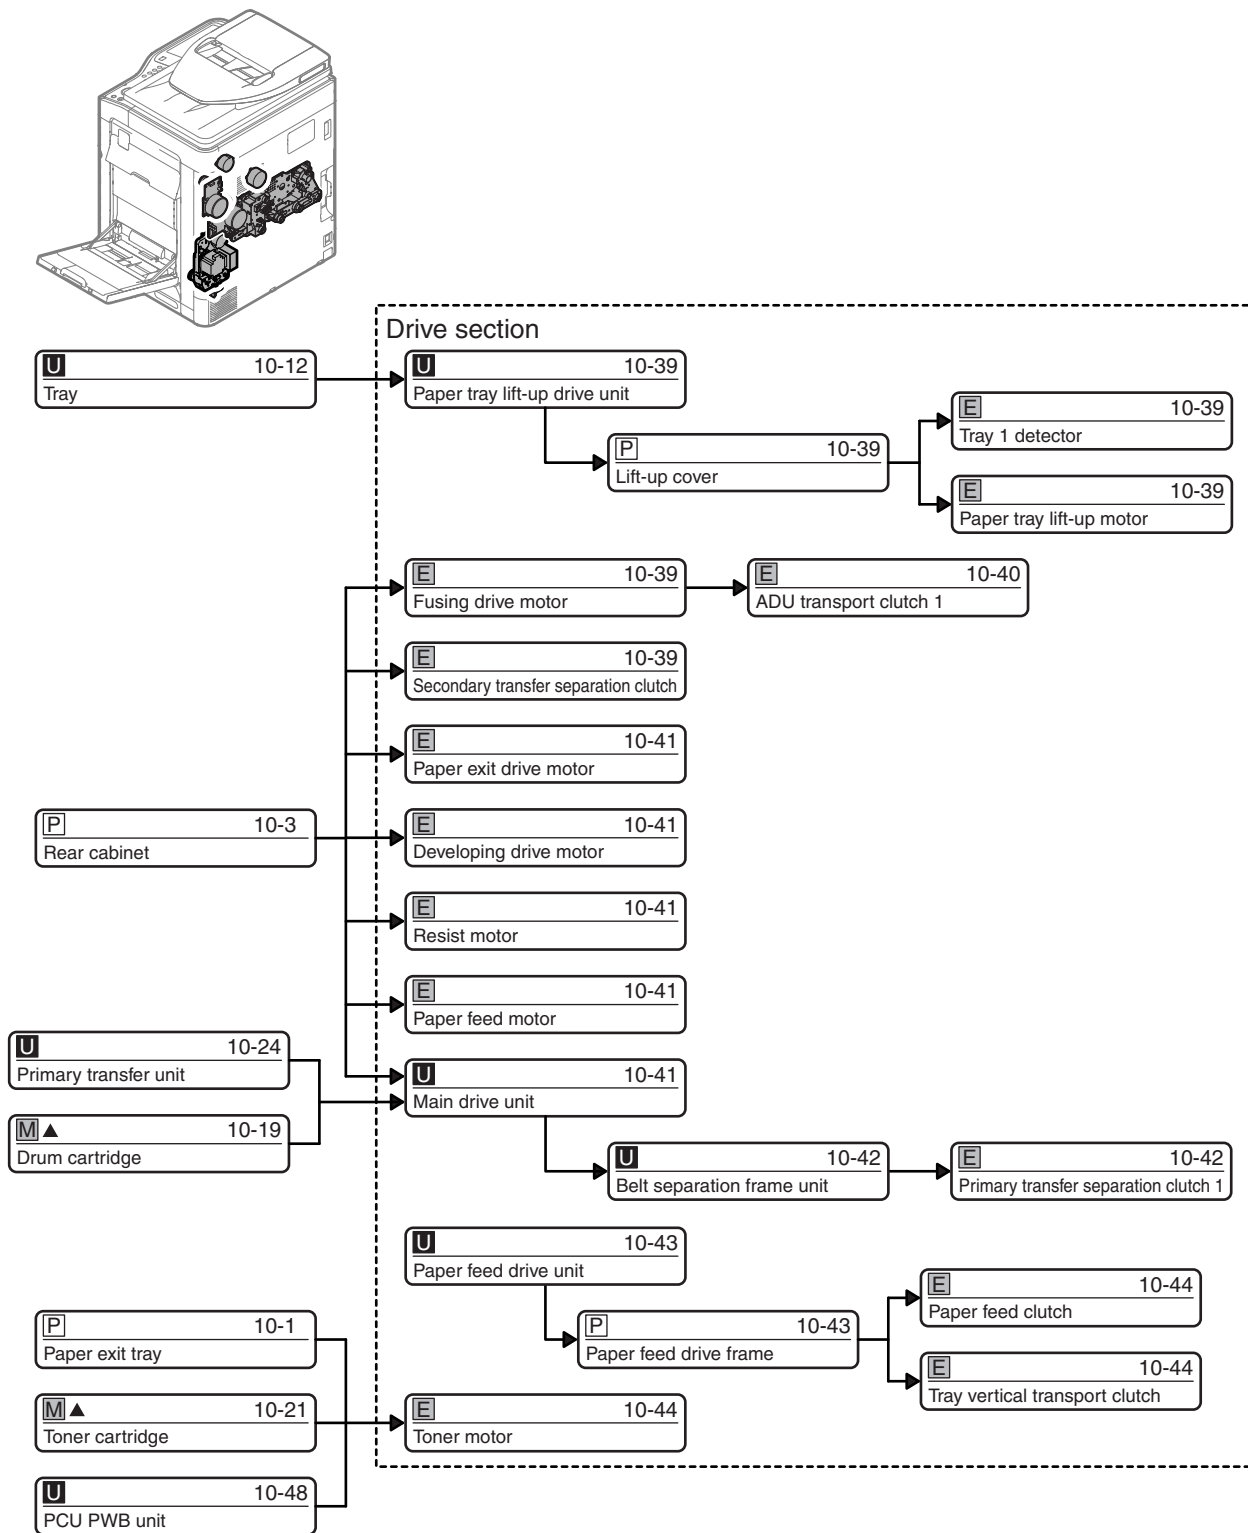 Drive section
U 10-12
Tray
U 10-39
Paper tray lift-up drive unit
P 10-39
Lift-up cover
E 10-39
Tray 1 detector
E 10-39
Paper tray lift-up motor
E 10-39
Fusing drive motor
E 10-40
ADU transport clutch 1
E 10-39
Secondary transfer separation clutch
E 10-41
Paper exit drive motor
P 10-3
Rear cabinet
E 10-41
Developing drive motor
E 10-41
Resist motor
E 10-41
Paper feed motor
U 10-24
Primary transfer unit
M ▲ 10-19
Drum cartridge
U 10-41
Main drive unit
U 10-42
Belt separation frame unit
E 10-42
Primary transfer separation clutch 1
U 10-43
Paper feed drive unit
P 10-43
Paper feed drive frame
E 10-44
Paper feed clutch
E 10-44
Tray vertical transport clutch
P 10-1
Paper exit tray
M ▲ 10-21
Toner cartridge
U 10-48
PCU PWB unit
E 10-44
Toner motor